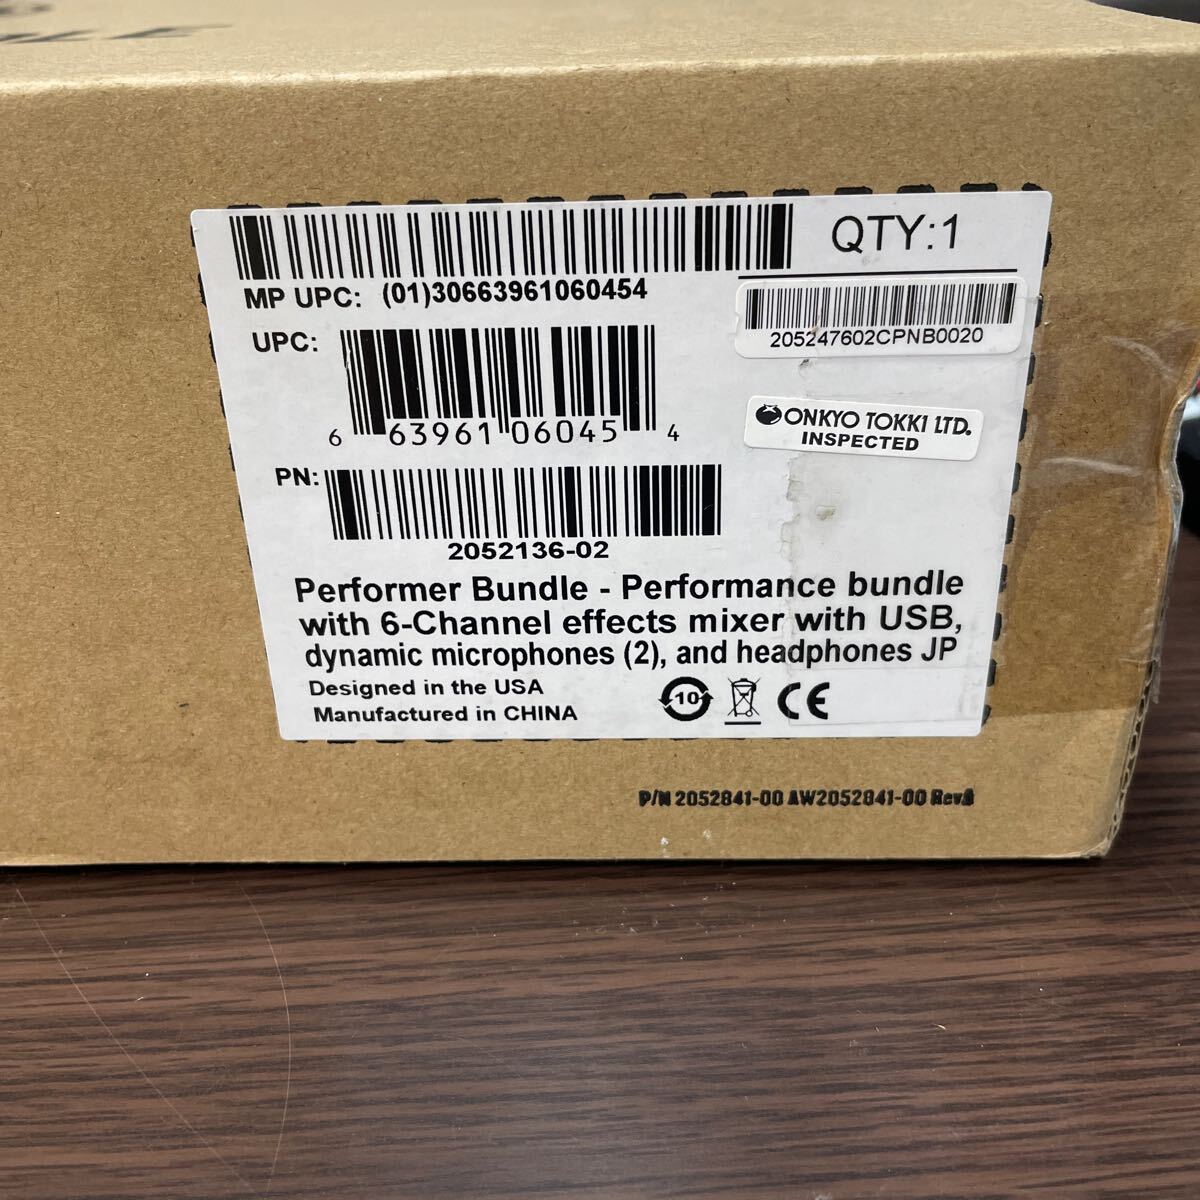 QTY:1
MP UPC: (01)30663961060454
205247602CPNB0020
UPC:
6 63961 06045 4
ONKYO TOKKI LTD.
INSPECTED
PN:
2052136-02
Performer Bundle - Performance bundle
with 6-Channel effects mixer with USB,
dynamic microphones (2), and headphones JP
Designed in the USA
Manufactured in CHINA
10
CE
P/N 2052841-00 AW2052841-00 RevA